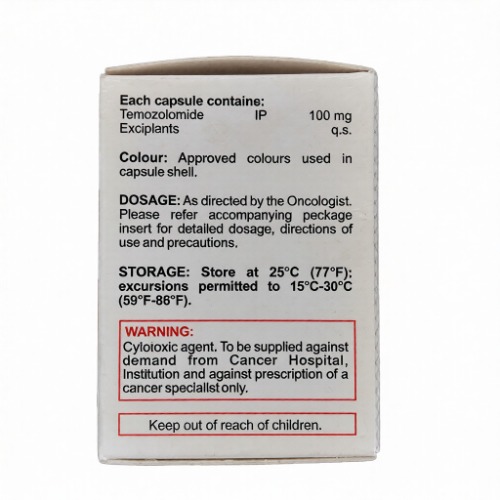 Each capsule containe:
Temozolomide IP 100 mg
Exciplants q.s.
Colour: Approved colours used in
capsule shell.
DOSAGE: As directed by the Oncologist.
Please refer accompanying peckage
insert for detailed dosage, directions of
use and precautions.
STORAGE: Store at 25°C (77°F):
excursions permitted to 15°C-30°C
(59°F-86°F).
WARNING:
Cylotoxic agent. To be supplied against
demand from Cancer Hospital,
Institution and against prescription of a
cancer speciallst only.
Keep out of reach of children.